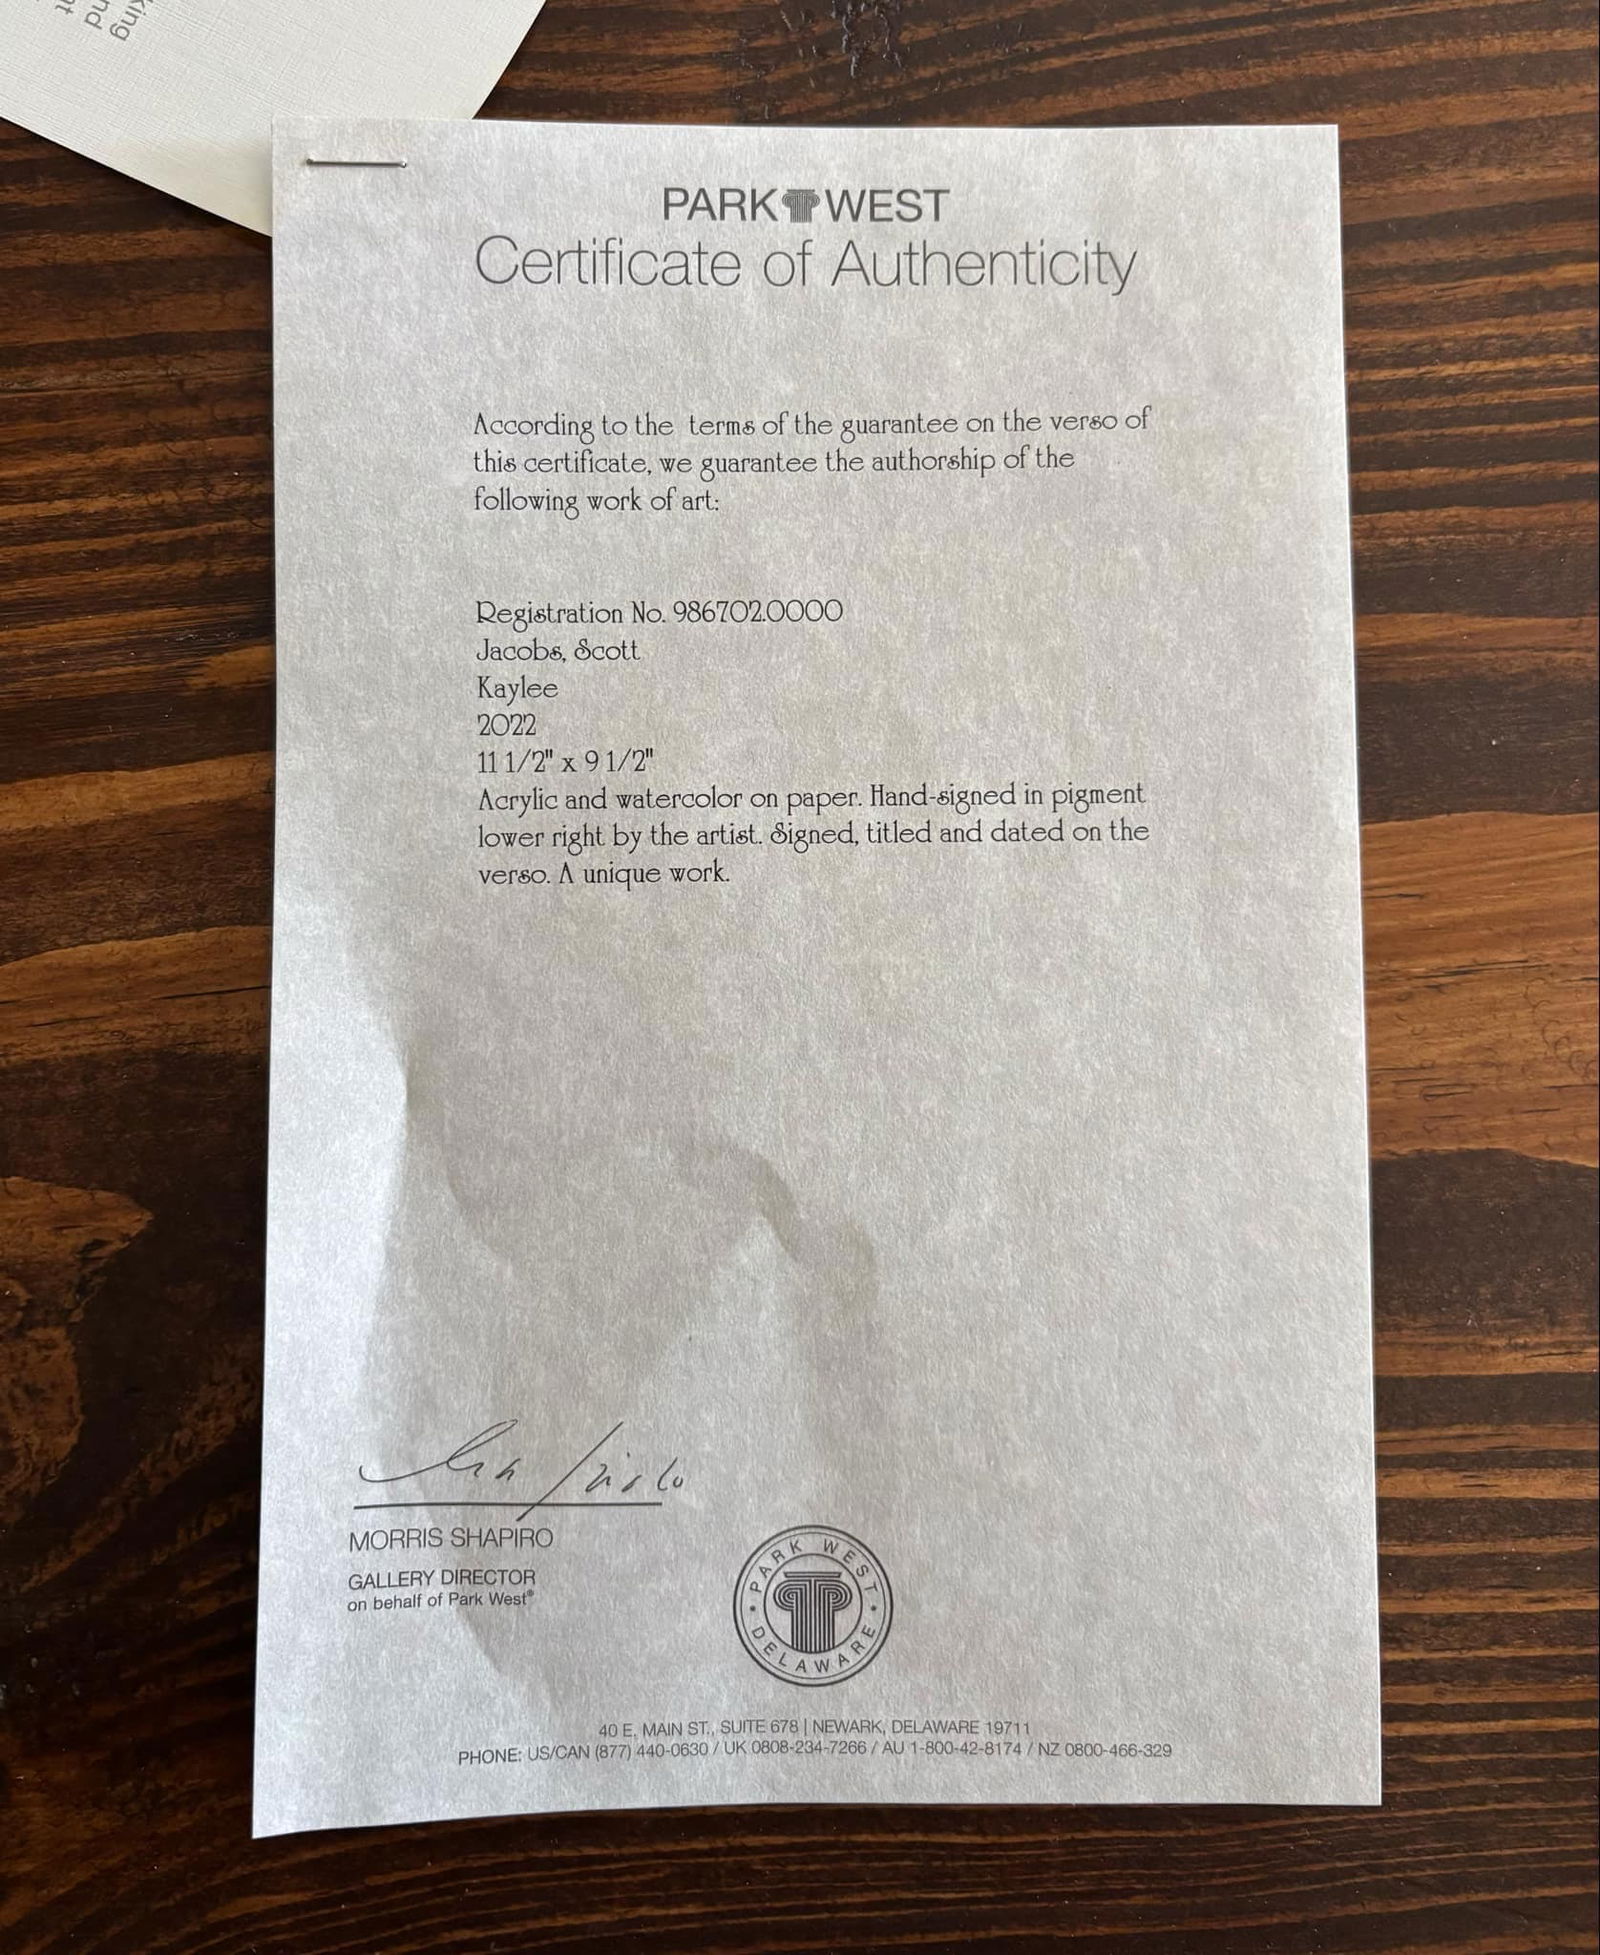 king
nd
nt
PARK WEST
Certificate of Authenticity
According to the terms of the guarantee on the verso of
this certificate, we guarantee the authorship of the
following work of art:
Registration No. 986702.0000
Jacobs, Scott
Kaylee
2022
11 1/2" x 9 1/2"
Acrylic and watercolor on paper. Hand-signed in pigment
lower right by the artist. Signed, titled and dated on the
verso. A unique work.
MORRIS SHAPIRO
GALLERY DIRECTOR
on behalf of Park West®
PARK WEST
• DELAWARE •
40 E. MAIN ST., SUITE 678 | NEWARK, DELAWARE 19711
PHONE: US/CAN (877) 440-0630 / UK 0808-234-7266 / AU 1-800-42-8174 / NZ 0800-466-329